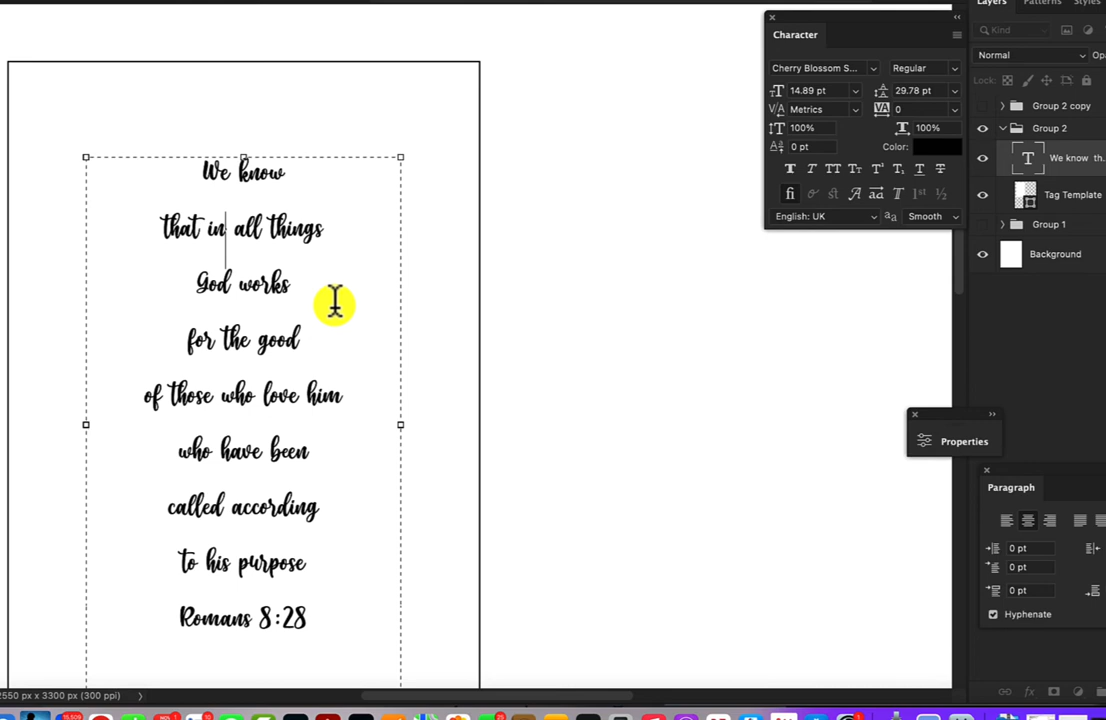 Layers Patterns Styles
Character
Kind
Cherry Blossom S... Regular
Normal
14.89 pt 29.78 pt
Lock:
Metrics 0
Group 2 copy
100% 100%
Group 2
0 pt Color:
We know th...
Tag Template
English: UK Smooth
Group 1
Background
We know
that in all things
God works
for the good
of those who love him
who have been
called according
to his purpose
Romans 8:28
Properties
Paragraph
0 pt
0 pt
0 pt
Hyphenate
2550 px x 3300 px (300 ppi)